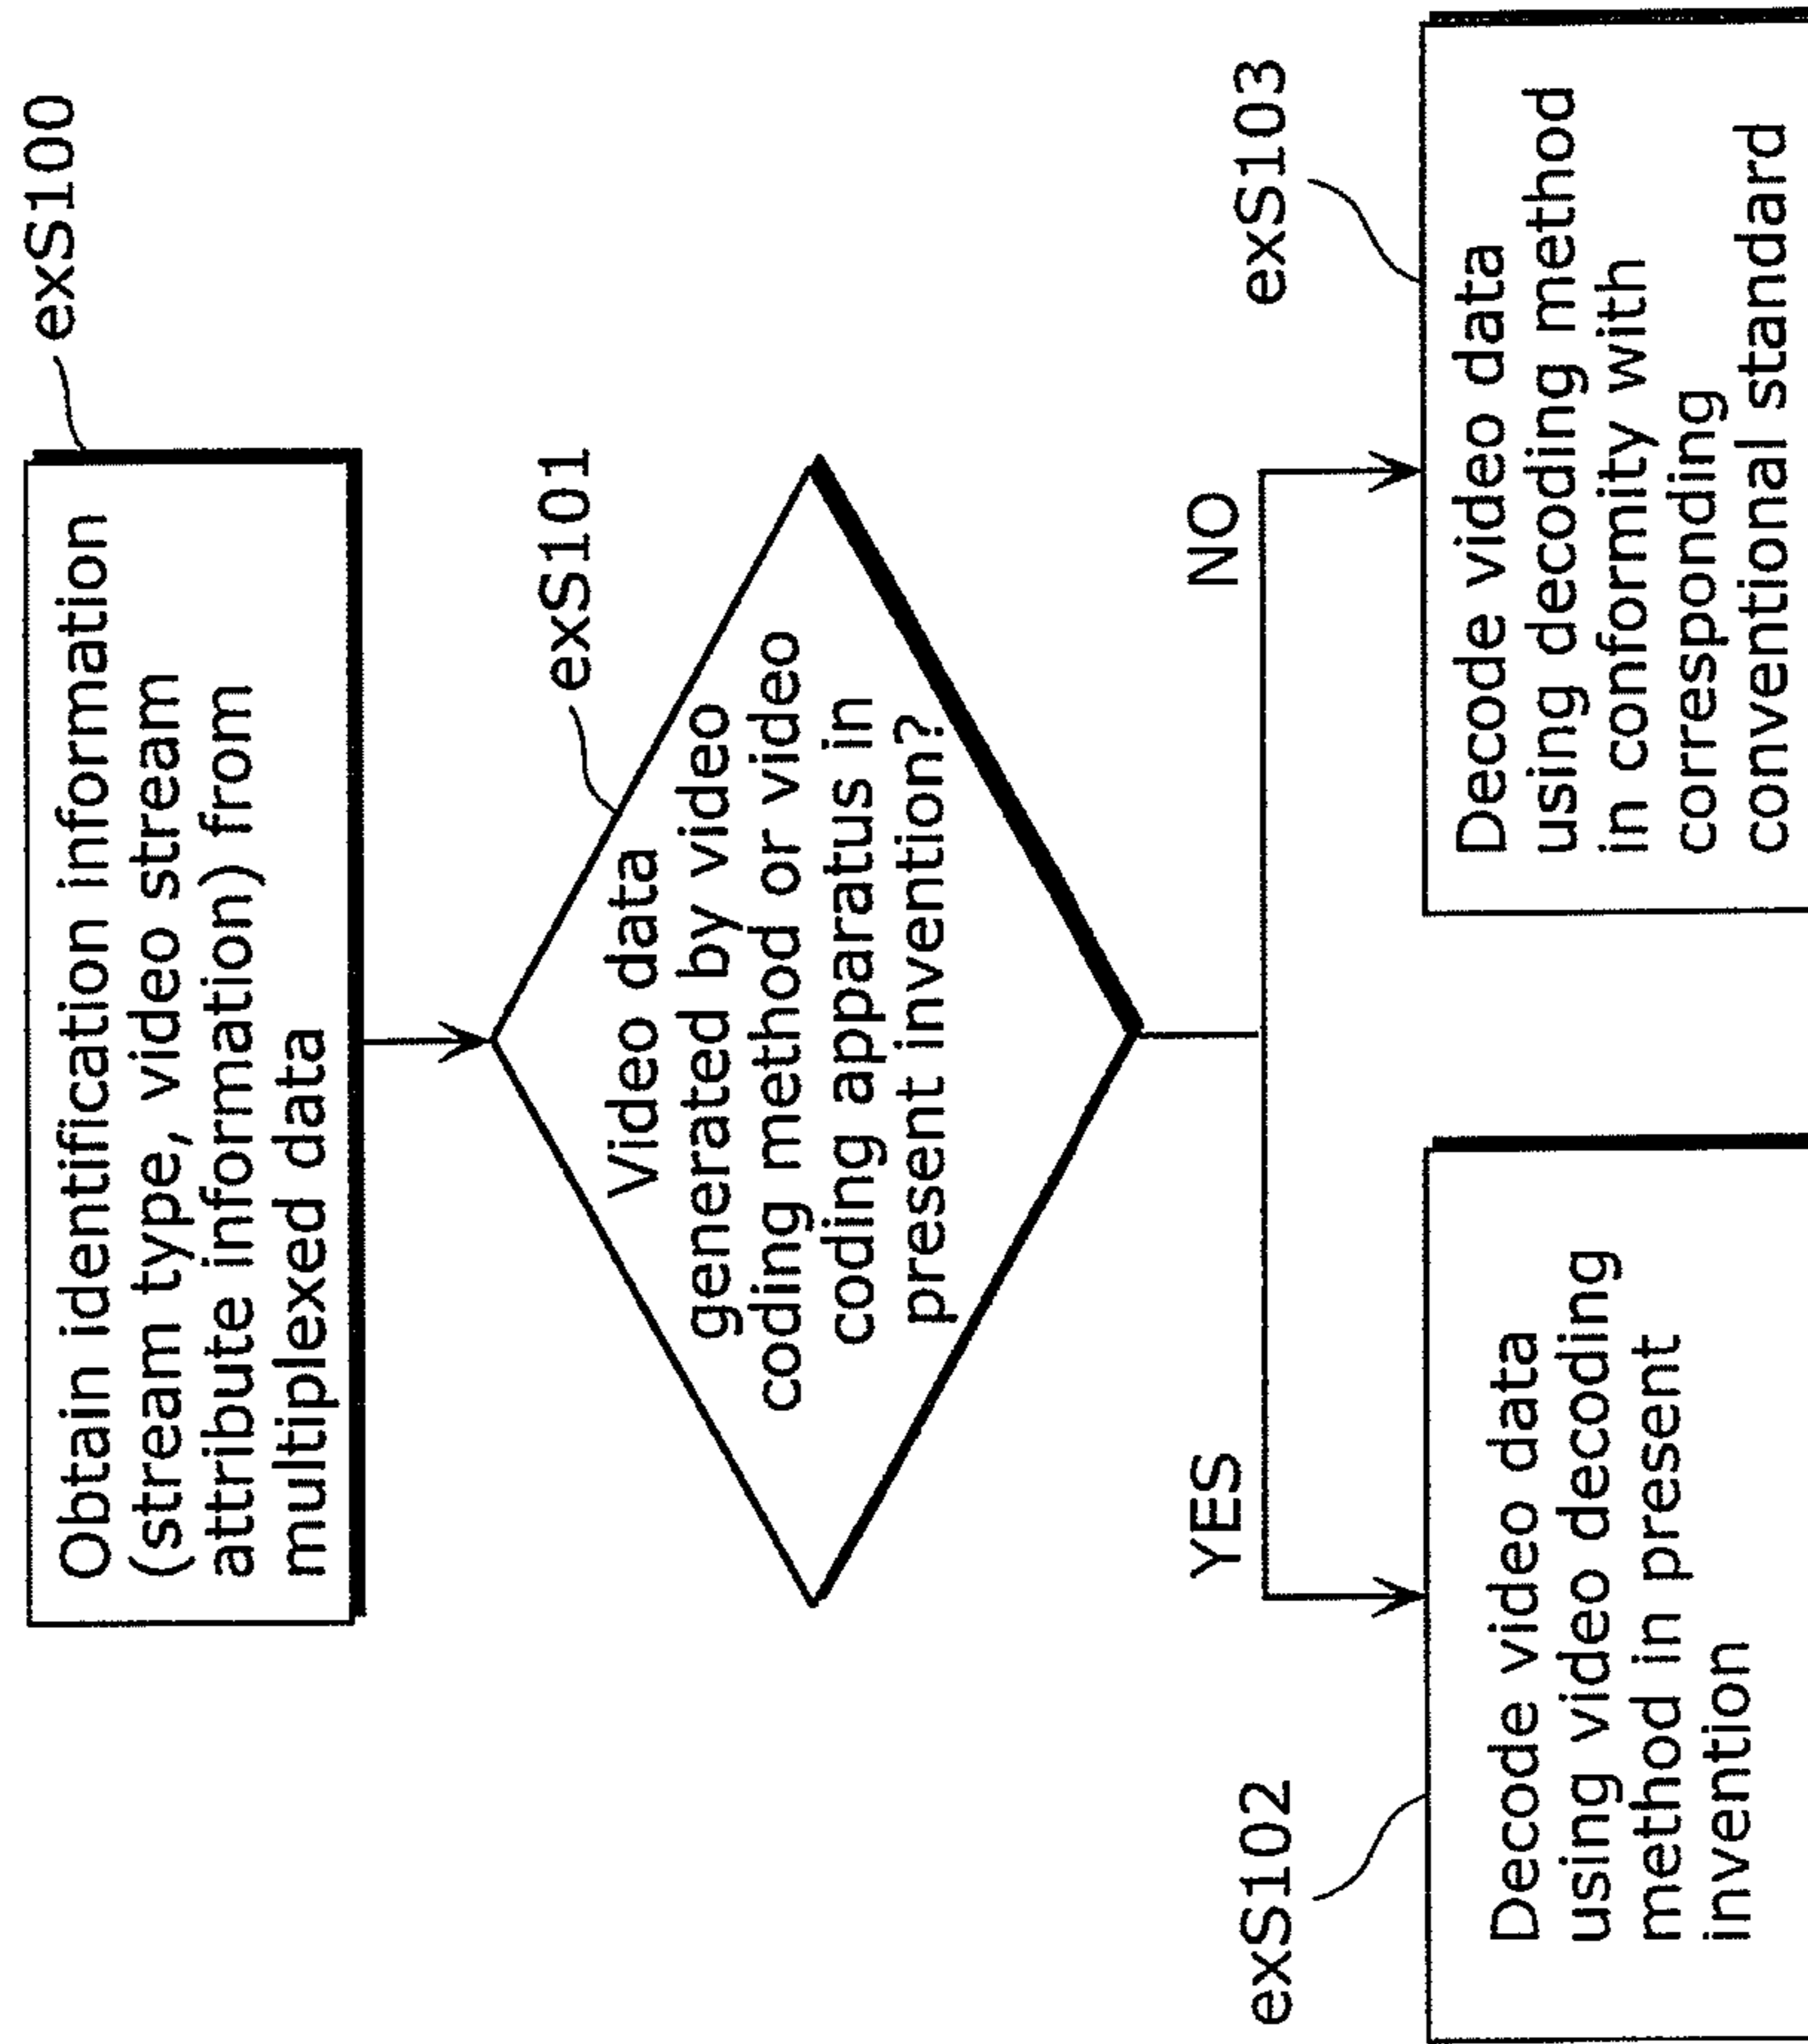 exS100
Obtain identification information
(stream type, video stream
attribute information) from
multiplexed data
exS101
Video data
generated by video
coding method or video
coding apparatus in
present invention?
YES
NO
exS102
Decode video data
using video decoding
method in present
invention
exS103
Decode video data
using decoding method
in conformity with
corresponding
conventional standard